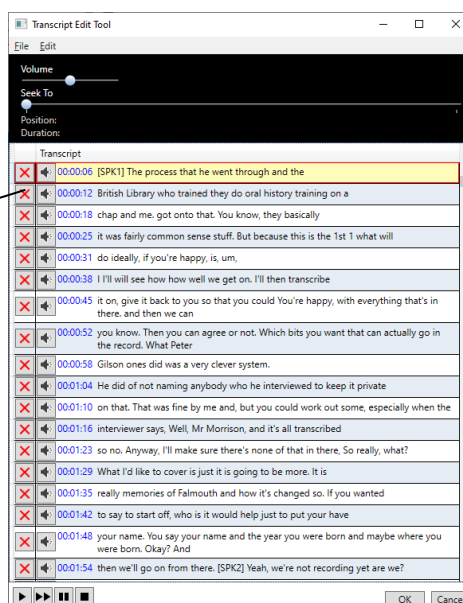 Transcript Edit Tool
File Edit
Volume
Seek To
Position:
Duration:
Transcript
00:00:06 [SPK1] The process that he went through and the
00:00:12 British Library who trained they do oral history training on a
00:00:18 chap and me. got onto that. You know, they basically
00:00:25 it was fairly common sense stuff. But because this is the 1st 1 what will
00:00:31 do ideally, if you're happy, is, um,
00:00:38 I I'll will see how how well we get on. I'll then transcribe
00:00:45 it on, give it back to you so that you could You're happy, with everything that's in
there. and then we can
00:00:52 you know. Then you can agree or not. Which bits you want that can actually go in
the record. What Peter
00:00:58 Gilson ones did was a very clever system.
00:01:04 He did of not naming anybody who he interviewed to keep it private
00:01:10 on that. That was fine by me and, but you could work out some, especially when the
00:01:16 interviewer says, Well, Mr Morrison, and it's all transcribed
00:01:23 so no. Anyway, I'll make sure there's none of that in there, So really, what?
00:01:29 What I'd like to cover is just it is going to be more. It is
00:01:35 really memories of Falmouth and how it's changed so. If you wanted
00:01:42 to say to start off, who is it would help just to put your have
00:01:48 your name. You say your name and the year you were born and maybe where you
were born. Okay? And
00:01:54 then we'll go on from there. [SPK2] Yeah, we're not recording yet are we?
OK Cance